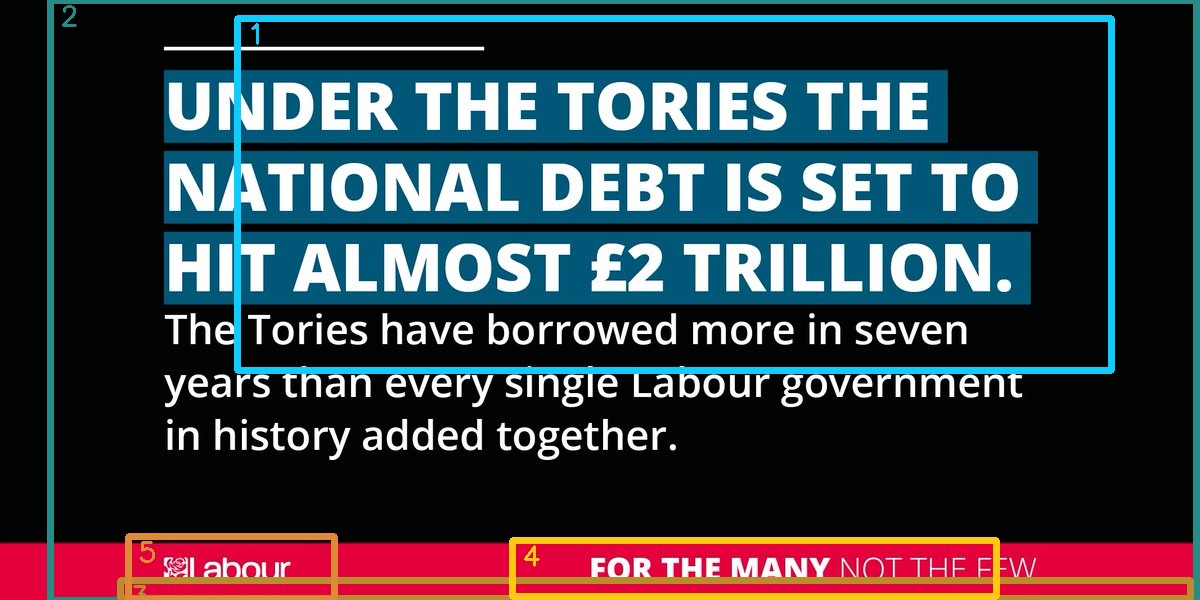 UNDER THE TORIES THE
NATIONAL DEBT IS SET TO
HIT ALMOST £2 TRILLION.
The Tories have borrowed more in seven
years than every single Labour government
in history added together.
Labour
FOR THE MANY NOT THE FEW